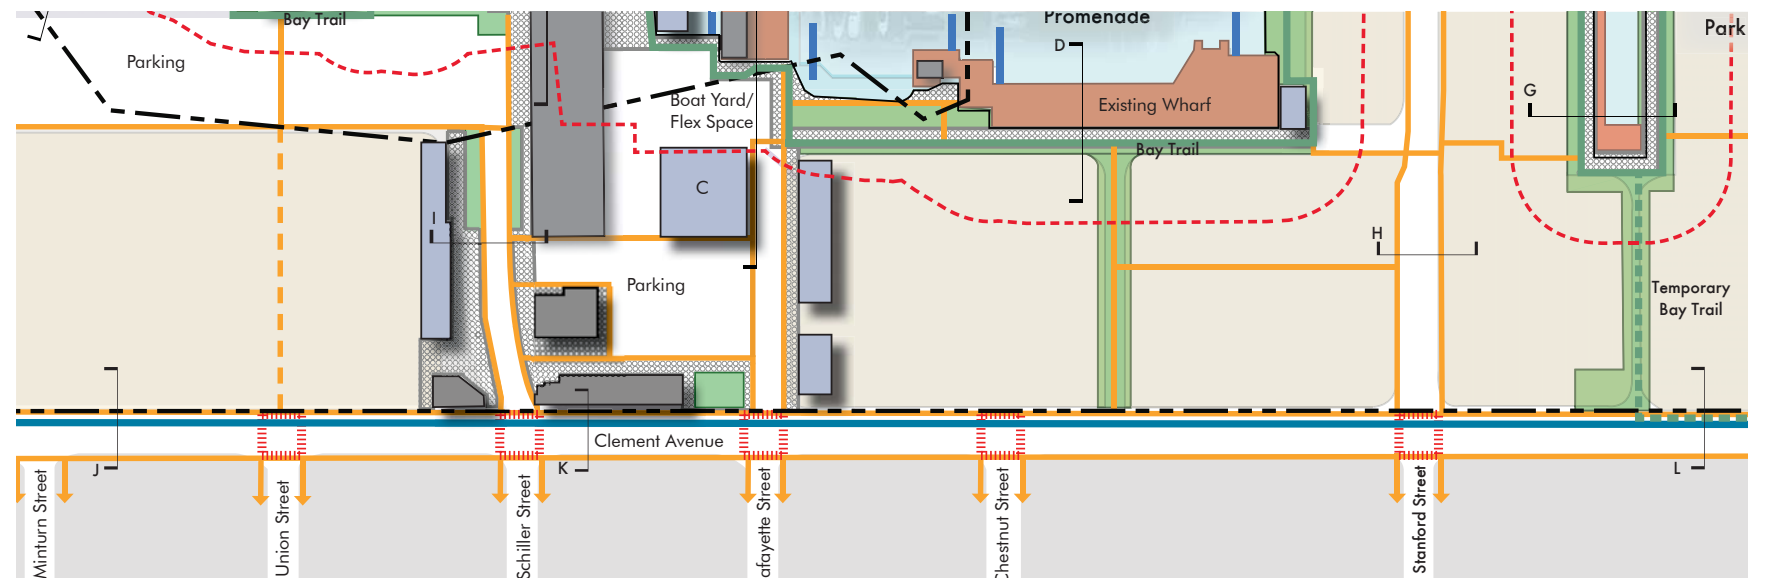 Bay Trail
Promenade
Park
D
Parking
G
Boat Yard/
Flex Space
Existing Wharf
Bay Trail
C
I
H
Parking
Temporary
Bay Trail
Clement Avenue
J
K
L
Minturn Street
Union Street
Schiller Street
afayette Street
Chestnut Street
Stanford Street